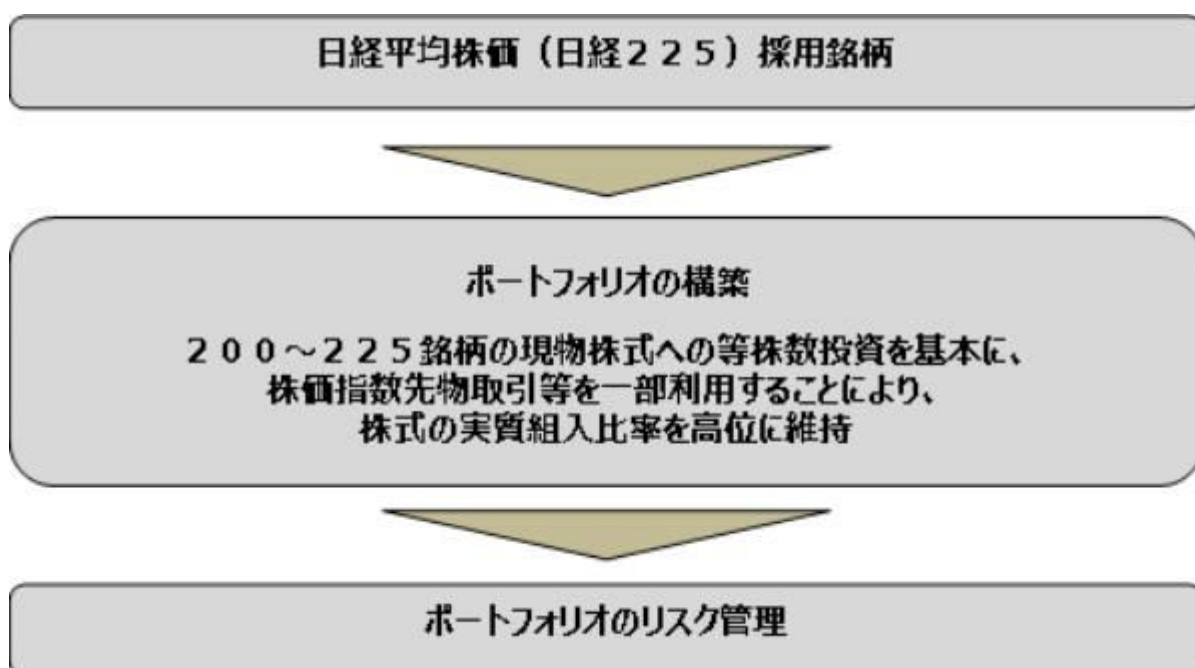 日経平均株価（日経２２５）採用銘柄
ポートフォリオの構築
２００～２２５銘柄の現物株式への等株数投資を基本に、
株価指数先物取引等を一部利用することにより、
株式の実質組入比率を高位に維持
ポートフォリオのリスク管理